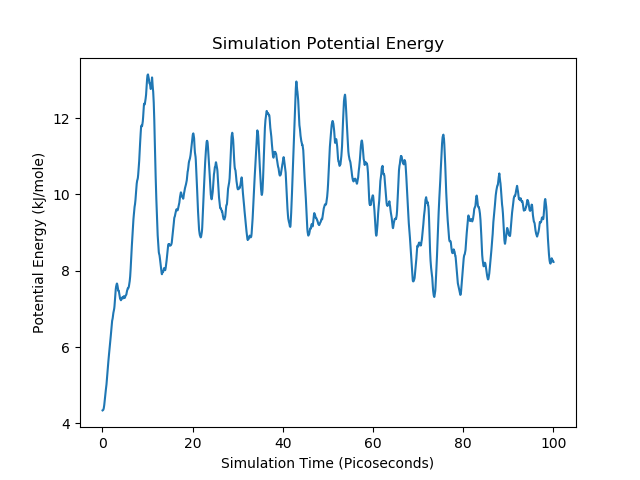 Simulation Potential Energy
Potential Energy (kJ/mole)
12
10
8
6
4
0 20 40 60 80 100
Simulation Time (Picoseconds)